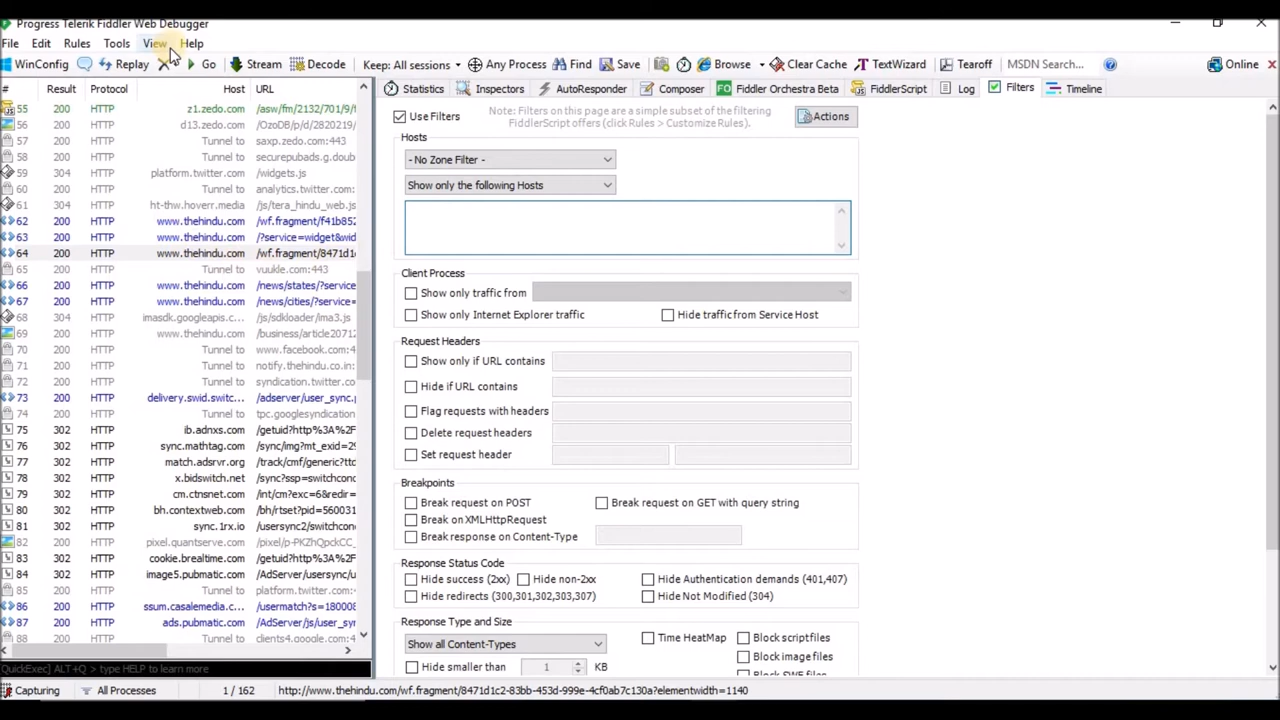 Progress Telerik Fiddler Web Debugger
File Edit Rules Tools View Help
WinConfig Replay Go Stream Decode Keep: All sessions Any Process Find Save Browse Clear Cache TextWizard Tearoff MSDN Search... Online
# Result Protocol Host URL
55 200 HTTP z1.zedo.com /asw/fm/2132/701/9/f
56 200 HTTP d13.zedo.com /OzoDB/p/d/2820219/
57 200 HTTP Tunnel to saxp.zedo.com:443
58 200 HTTP Tunnel to securepubads.g.doub
59 304 HTTP platform.twitter.com /widgets.js
60 200 HTTP Tunnel to analytics.twitter.com
61 304 HTTP ht-thw.hoverr.media /js/tera_hindu_web.js
62 200 HTTP www.thehindu.com /wf.fragment/f41b852
63 200 HTTP www.thehindu.com /?service=widget&wid
64 200 HTTP www.thehindu.com /wf.fragment/8471d1c
65 200 HTTP Tunnel to vuukle.com:443
66 200 HTTP www.thehindu.com /news/states/?service
67 200 HTTP www.thehindu.com /news/cities/?service=
68 304 HTTP imasdk.googleapis.c... /js/sdkloader/ima3.js
69 200 HTTP www.thehindu.com /business/article20712
70 200 HTTP Tunnel to www.facebook.com:4
71 200 HTTP Tunnel to notify.thehindu.co.in:
72 200 HTTP Tunnel to syndication.twitter.co
73 200 HTTP delivery.swid.switc... /adserver/user_sync.p
74 200 HTTP Tunnel to tpc.googlesyndication
75 302 HTTP ib.adnxs.com /getuid?http%3A%2F
76 302 HTTP sync.mathtag.com /sync/img?mt_exid=29
77 302 HTTP match.adsrvr.org /track/cmf/generic?ttd
78 302 HTTP x.bidswitch.net /sync?ssp=switchconc
79 302 HTTP cm.ctnsnet.com /int/cm?exc=6&redir=
80 302 HTTP bh.contextweb.com /bh/rtset?pid=560031
81 302 HTTP sync.1rx.io /usersync2/switchconc
82 200 HTTP pixel.quantserve.com /pixel/p-PKZhQpckCC_
83 302 HTTP cookie.brealtime.com /getuid?http%3A%2F
84 302 HTTP image5.pubmatic.com /AdServer/usersync/us
85 200 HTTP Tunnel to platform.twitter.com:
86 200 HTTP ssum.casalemedia.c... /usermatch?s=180008
87 200 HTTP ads.pubmatic.com /AdServer/js/user_sync
88 200 HTTP Tunnel to clients4.google.com:4
QuickExec] ALT+Q > type HELP to learn more
Statistics Inspectors AutoResponder Composer FO Fiddler Orchestra Beta FiddlerScript Log Filters Timeline
Use Filters
Note: Filters on this page are a simple subset of the filtering
FiddlerScript offers (click Rules > Customize Rules).
Actions
Hosts
- No Zone Filter -
Show only the following Hosts
Client Process
Show only traffic from
Show only Internet Explorer traffic Hide traffic from Service Host
Request Headers
Show only if URL contains
Hide if URL contains
Flag requests with headers
Delete request headers
Set request header
Breakpoints
Break request on POST Break request on GET with query string
Break on XMLHttpRequest
Break response on Content-Type
Response Status Code
Hide success (2xx) Hide non-2xx Hide Authentication demands (401,407)
Hide redirects (300,301,302,303,307) Hide Not Modified (304)
Response Type and Size
Show all Content-Types Time HeatMap Block scriptfiles
Block image files
Hide smaller than 1 KB Block SWF files
Capturing All Processes 1 / 162 http://www.thehindu.com/wf.fragment/8471d1c2-83bb-453d-999e-4cf0ab7c130a?elementwidth=1140